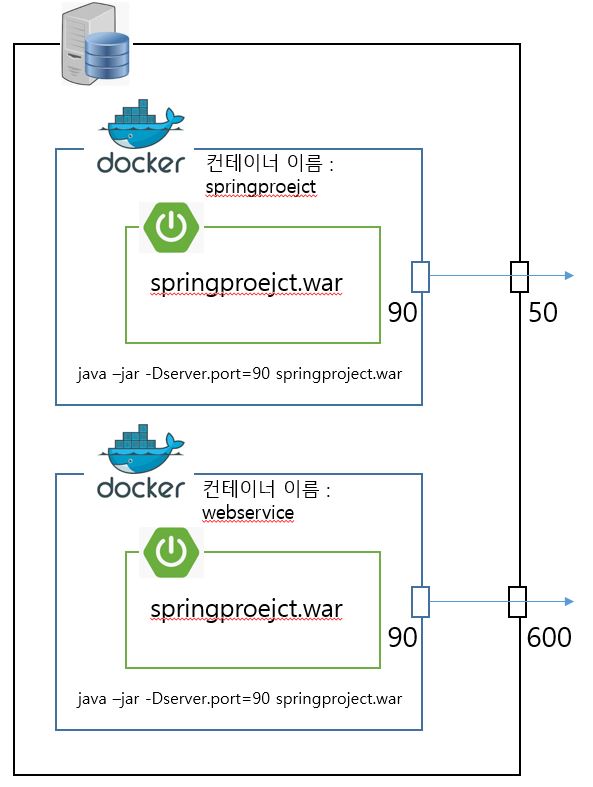 docker
컨테이너 이름 :
springproejct
springproejct.war
90
50
java –jar -Dserver.port=90 springproject.war
docker
컨테이너 이름 :
webservice
springproejct.war
90
600
java –jar -Dserver.port=90 springproject.war